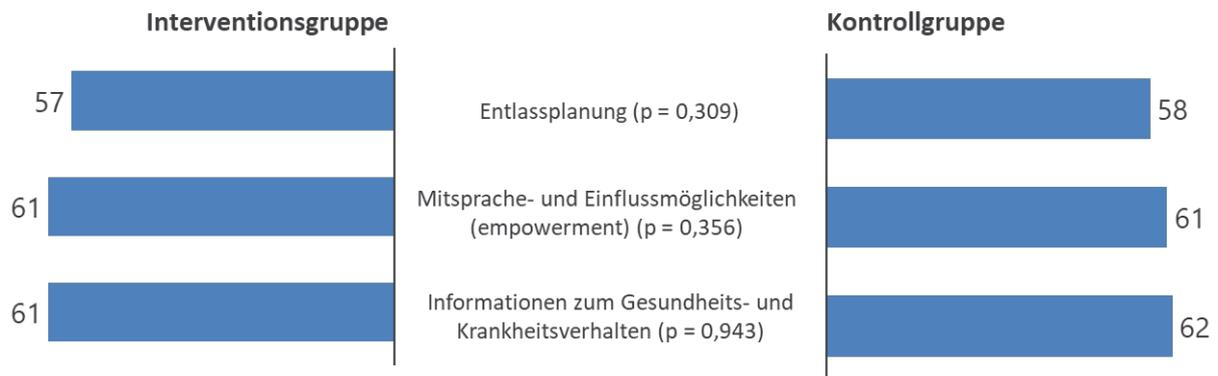 Interventionsgruppe
Kontrollgruppe
57
Entlassplanung (p = 0,309)
58
61
Mitsprache- und Einflussmöglichkeiten
(empowerment) (p = 0,356)
61
61
Informationen zum Gesundheits- und
Krankheitsverhalten (p = 0,943)
62